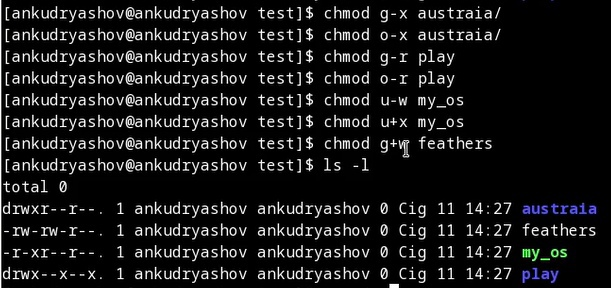 [ankudryashov@ankudryashov test]$ chmod g-x austraia/
[ankudryashov@ankudryashov test]$ chmod o-x austraia/
[ankudryashov@ankudryashov test]$ chmod g-r play
[ankudryashov@ankudryashov test]$ chmod o-r play
[ankudryashov@ankudryashov test]$ chmod u-w my_os
[ankudryashov@ankudryashov test]$ chmod u+x my_os
[ankudryashov@ankudryashov test]$ chmod g+w feathers
[ankudryashov@ankudryashov test]$ ls -l
total 0
drwxr--r--. 1 ankudryashov ankudryashov 0 Cig 11 14:27 austraia
-rw-rw-r--. 1 ankudryashov ankudryashov 0 Cig 11 14:27 feathers
-r-xr--r--. 1 ankudryashov ankudryashov 0 Cig 11 14:27 my_os
drwx--x--x. 1 ankudryashov ankudryashov 0 Cig 11 14:27 play